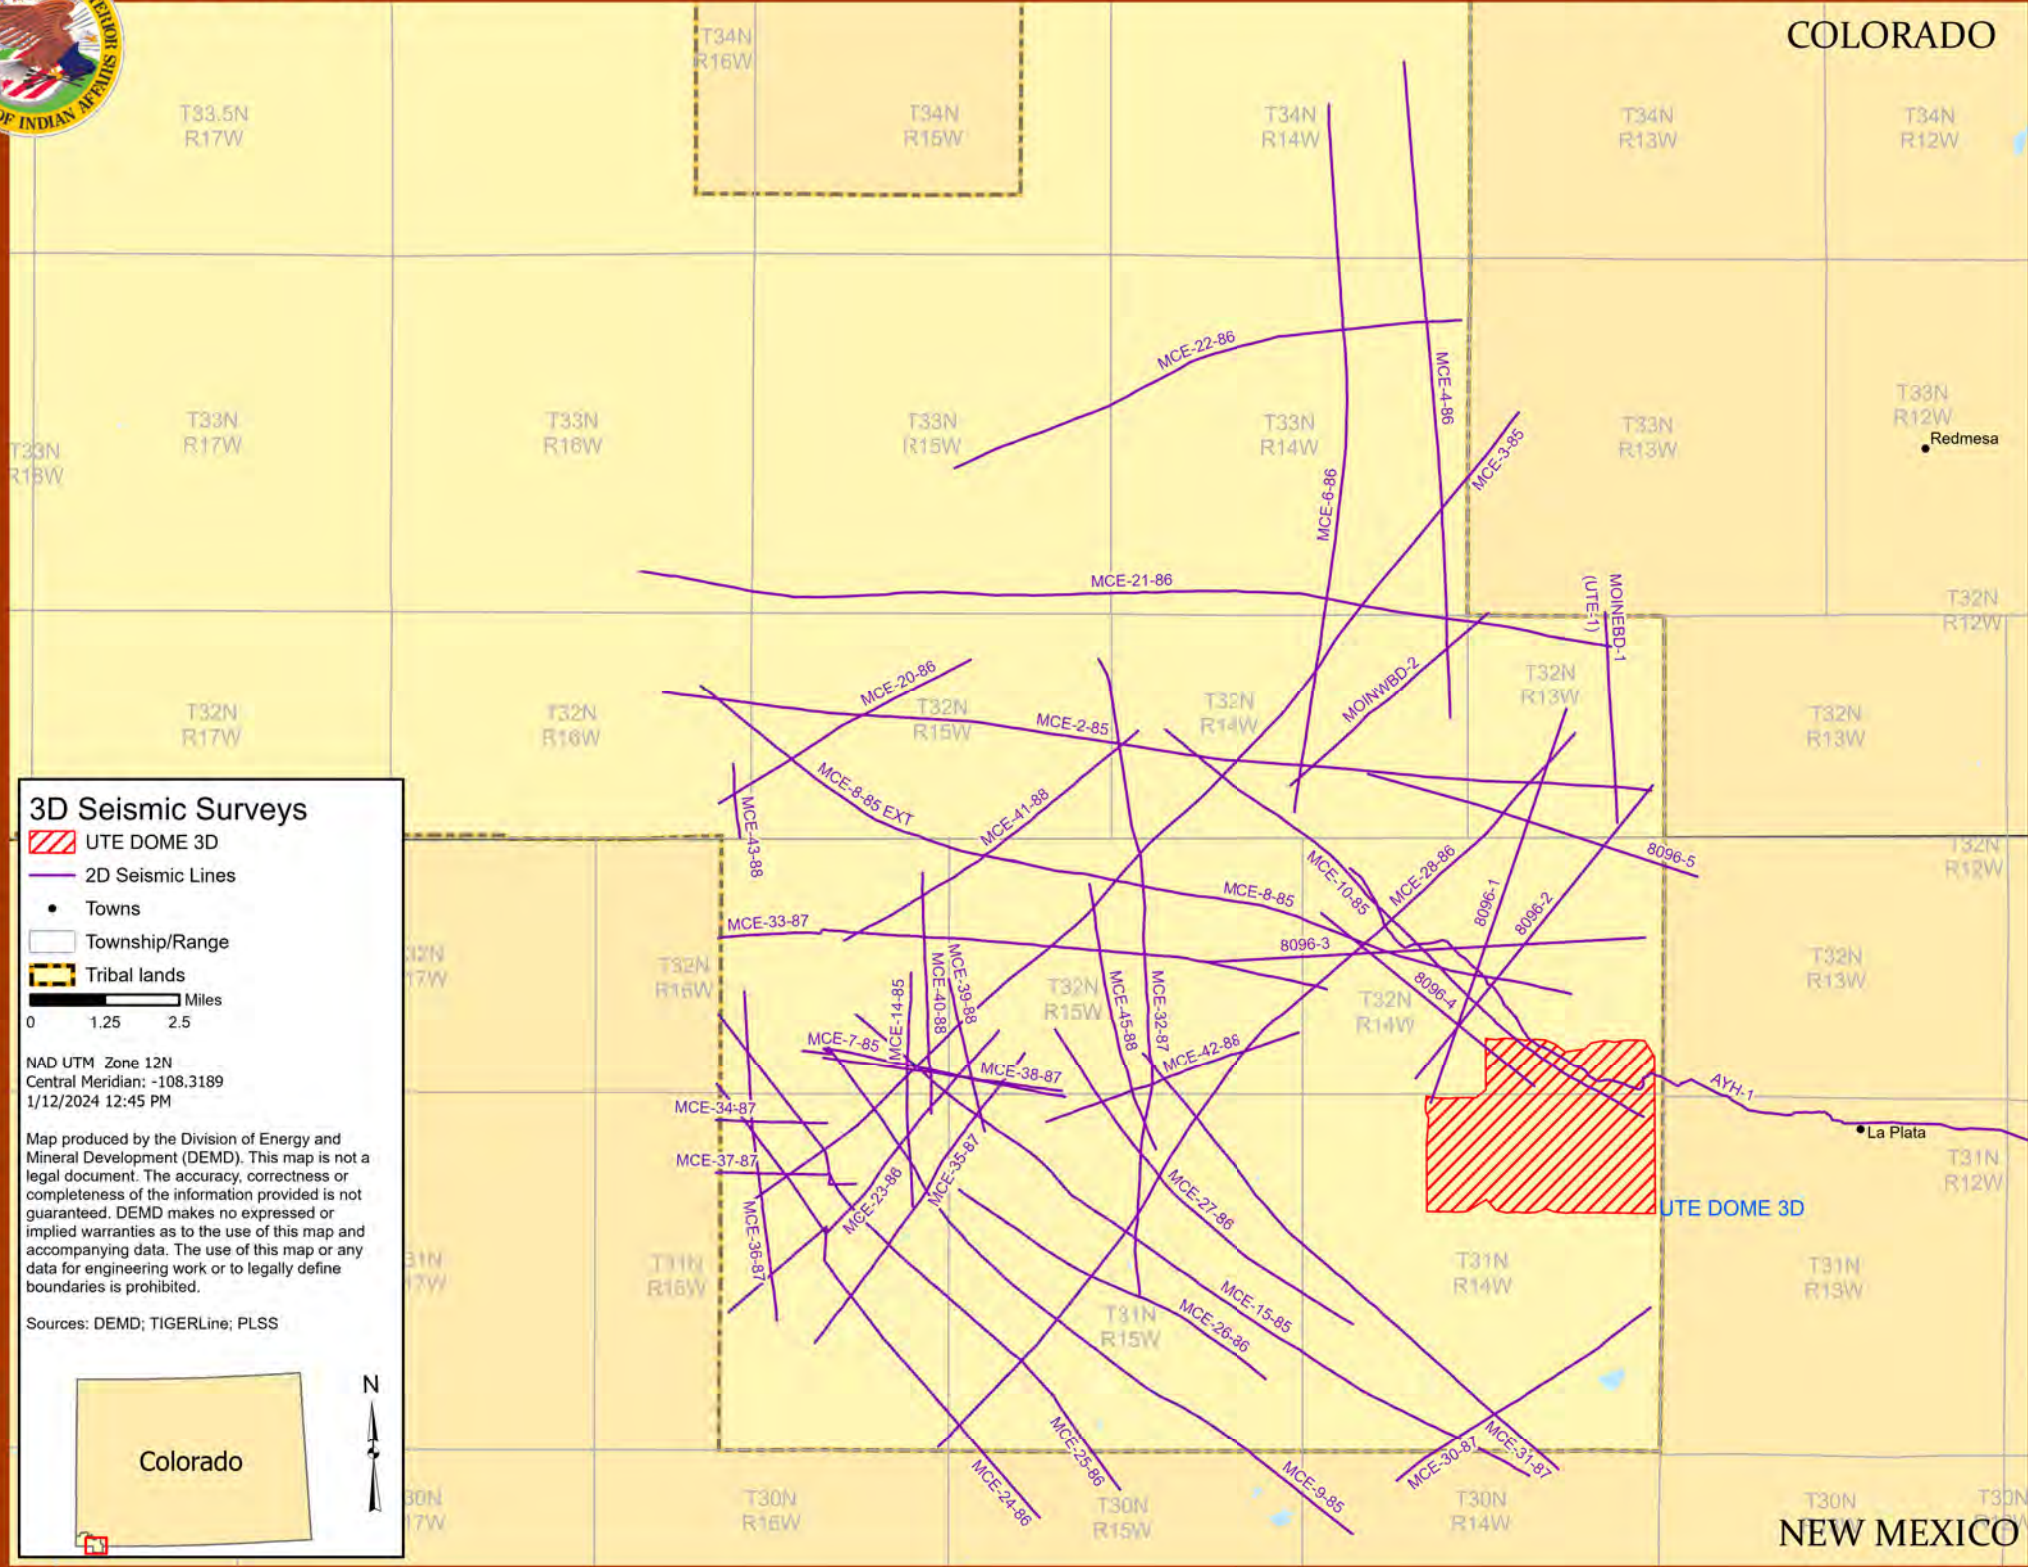 COLORADO
ERIOR
OF INDIAN AFFAIRS
T34N
R16W
T33.5N
R17W
T34N
R15W
T34N
R14W
T34N
R13W
T34N
R12W
MCE-22-86
MCE-4-86
T33N
R18W
T33N
R17W
T33N
R16W
T33N
R15W
T33N
R14W
T33N
R13W
T33N
R12W
Redmesa
MCE-3-85
MCE-6-86
MCE-21-86
MOINEBD-1
(UTE-1)
T32N
R12W
MCE-20-86
MOINWBD-2
T32N
R17W
T32N
R16W
T32N
R15W
MCE-2-85
T32N
R14W
T32N
R13W
T32N
R13W
MCE-8-85 EXT
MCE-43-88
MCE-41-88
MCE-10-85
MCE-28-86
8096-5
T32N
R12W
MCE-8-85
8096-1
8096-2
MCE-33-87
8096-3
32N
17W
T32N
R16W
MCE-14-85
MCE-40-88
MCE-39-88
T32N
R15W
MCE-45-88
MCE-32-87
8096-4
T32N
R14W
T32N
R13W
MCE-7-85
MCE-38-87
MCE-42-88
AYH-1
La Plata
MCE-34-87
MCE-37-87
MCE-23-86
MCE-35-87
MCE-27-86
T31N
R12W
UTE DOME 3D
MCE-36-87
31N
17W
T31N
R16W
T31N
R15W
MCE-15-85
MCE-26-86
T31N
R14W
T31N
R13W
MCE-24-86
MCE-25-86
MCE-9-85
MCE-30-87
MCE-31-87
30N
17W
T30N
R16W
T30N
R15W
T30N
R14W
T30N
T30N
NEW MEXICO
3D Seismic Surveys
UTE DOME 3D
2D Seismic Lines
Towns
Township/Range
Tribal lands
Miles
0 1.25 2.5
NAD UTM Zone 12N
Central Meridian: -108.3189
1/12/2024 12:45 PM
Map produced by the Division of Energy and
Mineral Development (DEMD). This map is not a
legal document. The accuracy, correctness or
completeness of the information provided is not
guaranteed. DEMD makes no expressed or
implied warranties as to the use of this map and
accompanying data. The use of this map or any
data for engineering work or to legally define
boundaries is prohibited.
Sources: DEMD; TIGERLine; PLSS
N
Colorado